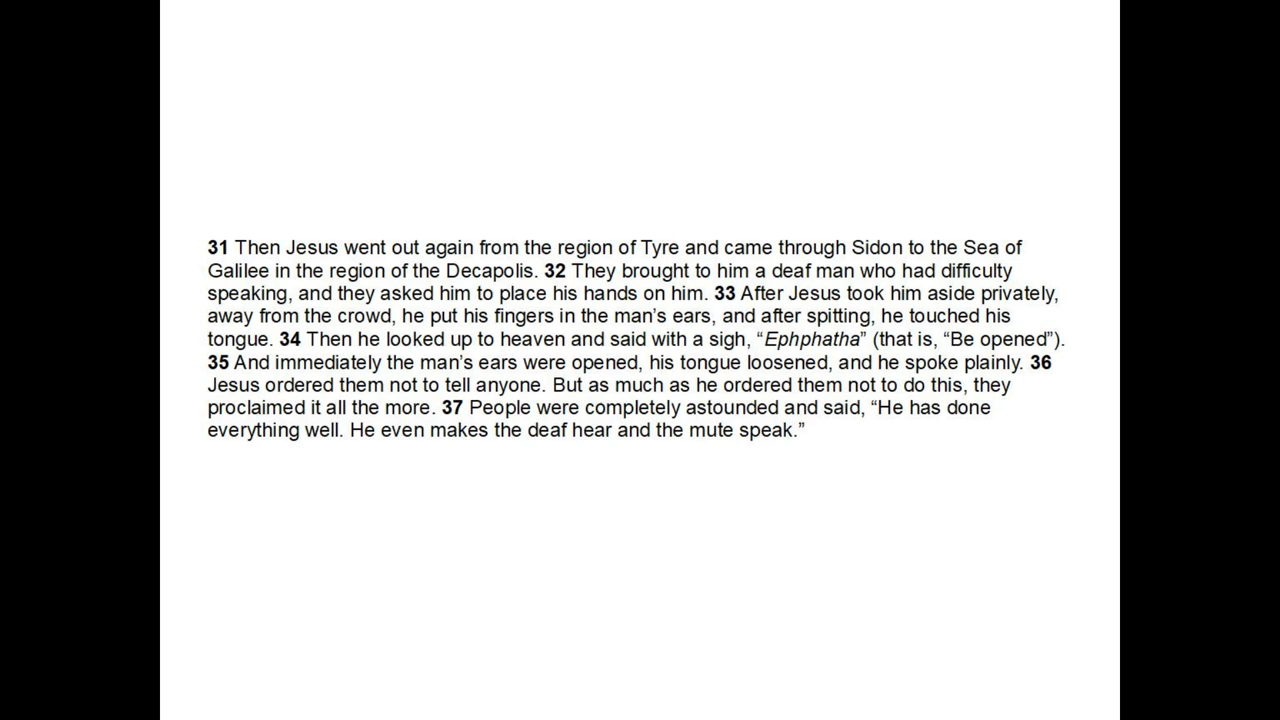 31 Then Jesus went out again from the region of Tyre and came through Sidon to the Sea of
Galilee in the region of the Decapolis. 32 They brought to him a deaf man who had difficulty
speaking, and they asked him to place his hands on him. 33 After Jesus took him aside privately,
away from the crowd, he put his fingers in the man’s ears, and after spitting, he touched his
tongue. 34 Then he looked up to heaven and said with a sigh, “Ephphatha” (that is, “Be opened”).
35 And immediately the man’s ears were opened, his tongue loosened, and he spoke plainly. 36
Jesus ordered them not to tell anyone. But as much as he ordered them not to do this, they
proclaimed it all the more. 37 People were completely astounded and said, “He has done
everything well. He even makes the deaf hear and the mute speak.”